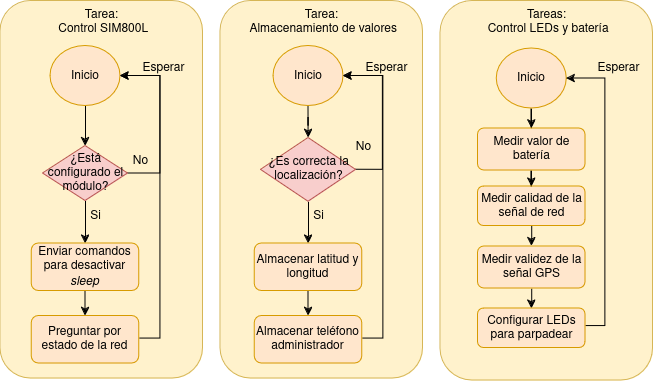 Tarea:
Control SIM800L
Esperar
Inicio
¿Está
configurado el
módulo?
No
Si
Enviar comandos
para desactivar
sleep
Preguntar por
estado de la red
Tarea:
Almacenamiento de valores
Esperar
Inicio
¿Es correcta la
localización?
No
Si
Almacenar latitud y
longitud
Almacenar teléfono
administrador
Tareas:
Control LEDs y batería
Esperar
Inicio
Medir valor de
batería
Medir calidad de la
señal de red
Medir validez de la
señal GPS
Configurar LEDs
para parpadear